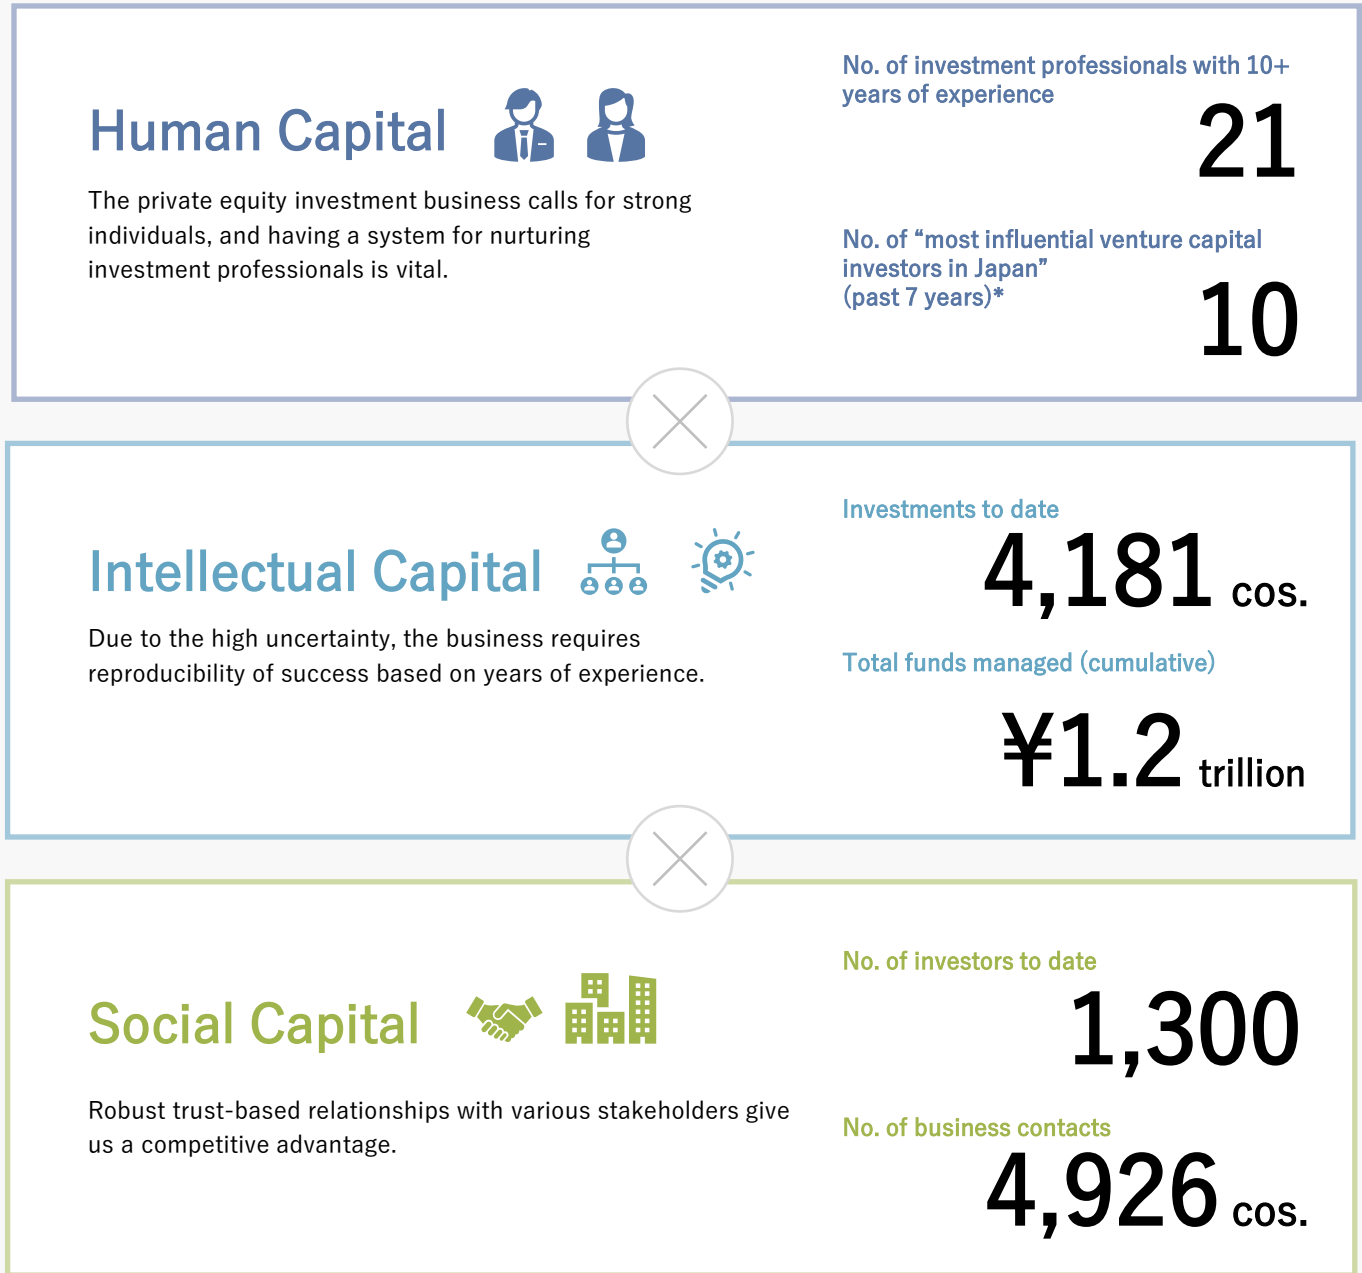 Human Capital
The private equity investment business calls for strong
individuals, and having a system for nurturing
investment professionals is vital.
No. of investment professionals with 10+
years of experience
21
No. of “most influential venture capital
investors in Japan”
(past 7 years)*
10
Intellectual Capital
Due to the high uncertainty, the business requires
reproducibility of success based on years of experience.
Investments to date
4,181 cos.
Total funds managed (cumulative)
¥1.2 trillion
Social Capital
Robust trust-based relationships with various stakeholders give
us a competitive advantage.
No. of investors to date
1,300
No. of business contacts
4,926 cos.